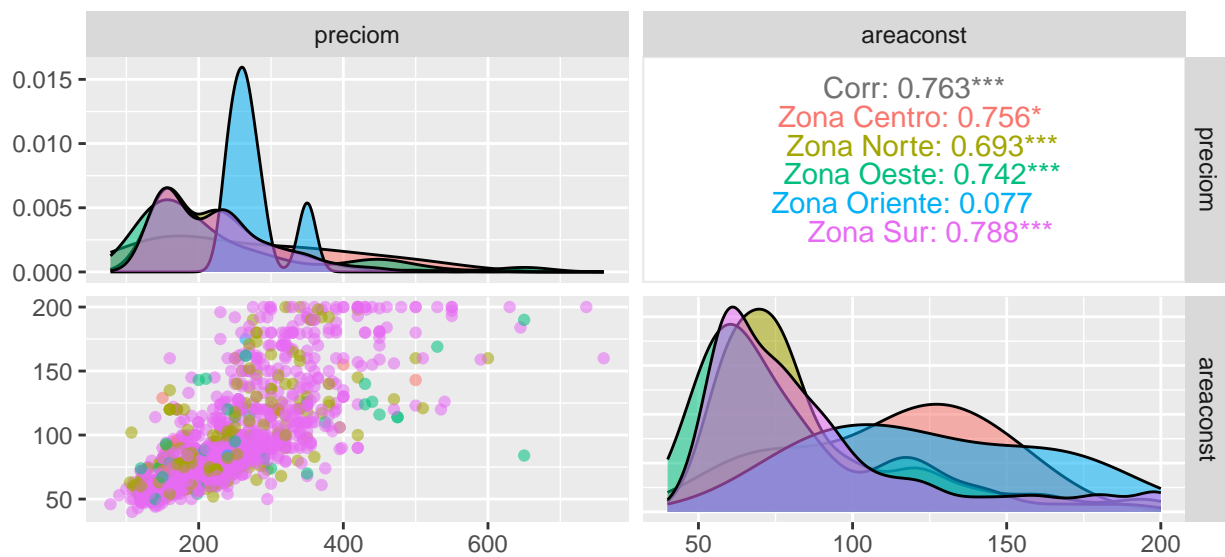 preciom
areaconst
0.015
0.010
0.005
0.000
Corr: 0.763***
Zona Centro: 0.756*
Zona Norte: 0.693***
Zona Oeste: 0.742***
Zona Oriente: 0.077
Zona Sur: 0.788***
preciom
200
150
100
50
areaconst
200
400
600
50
100
150
200